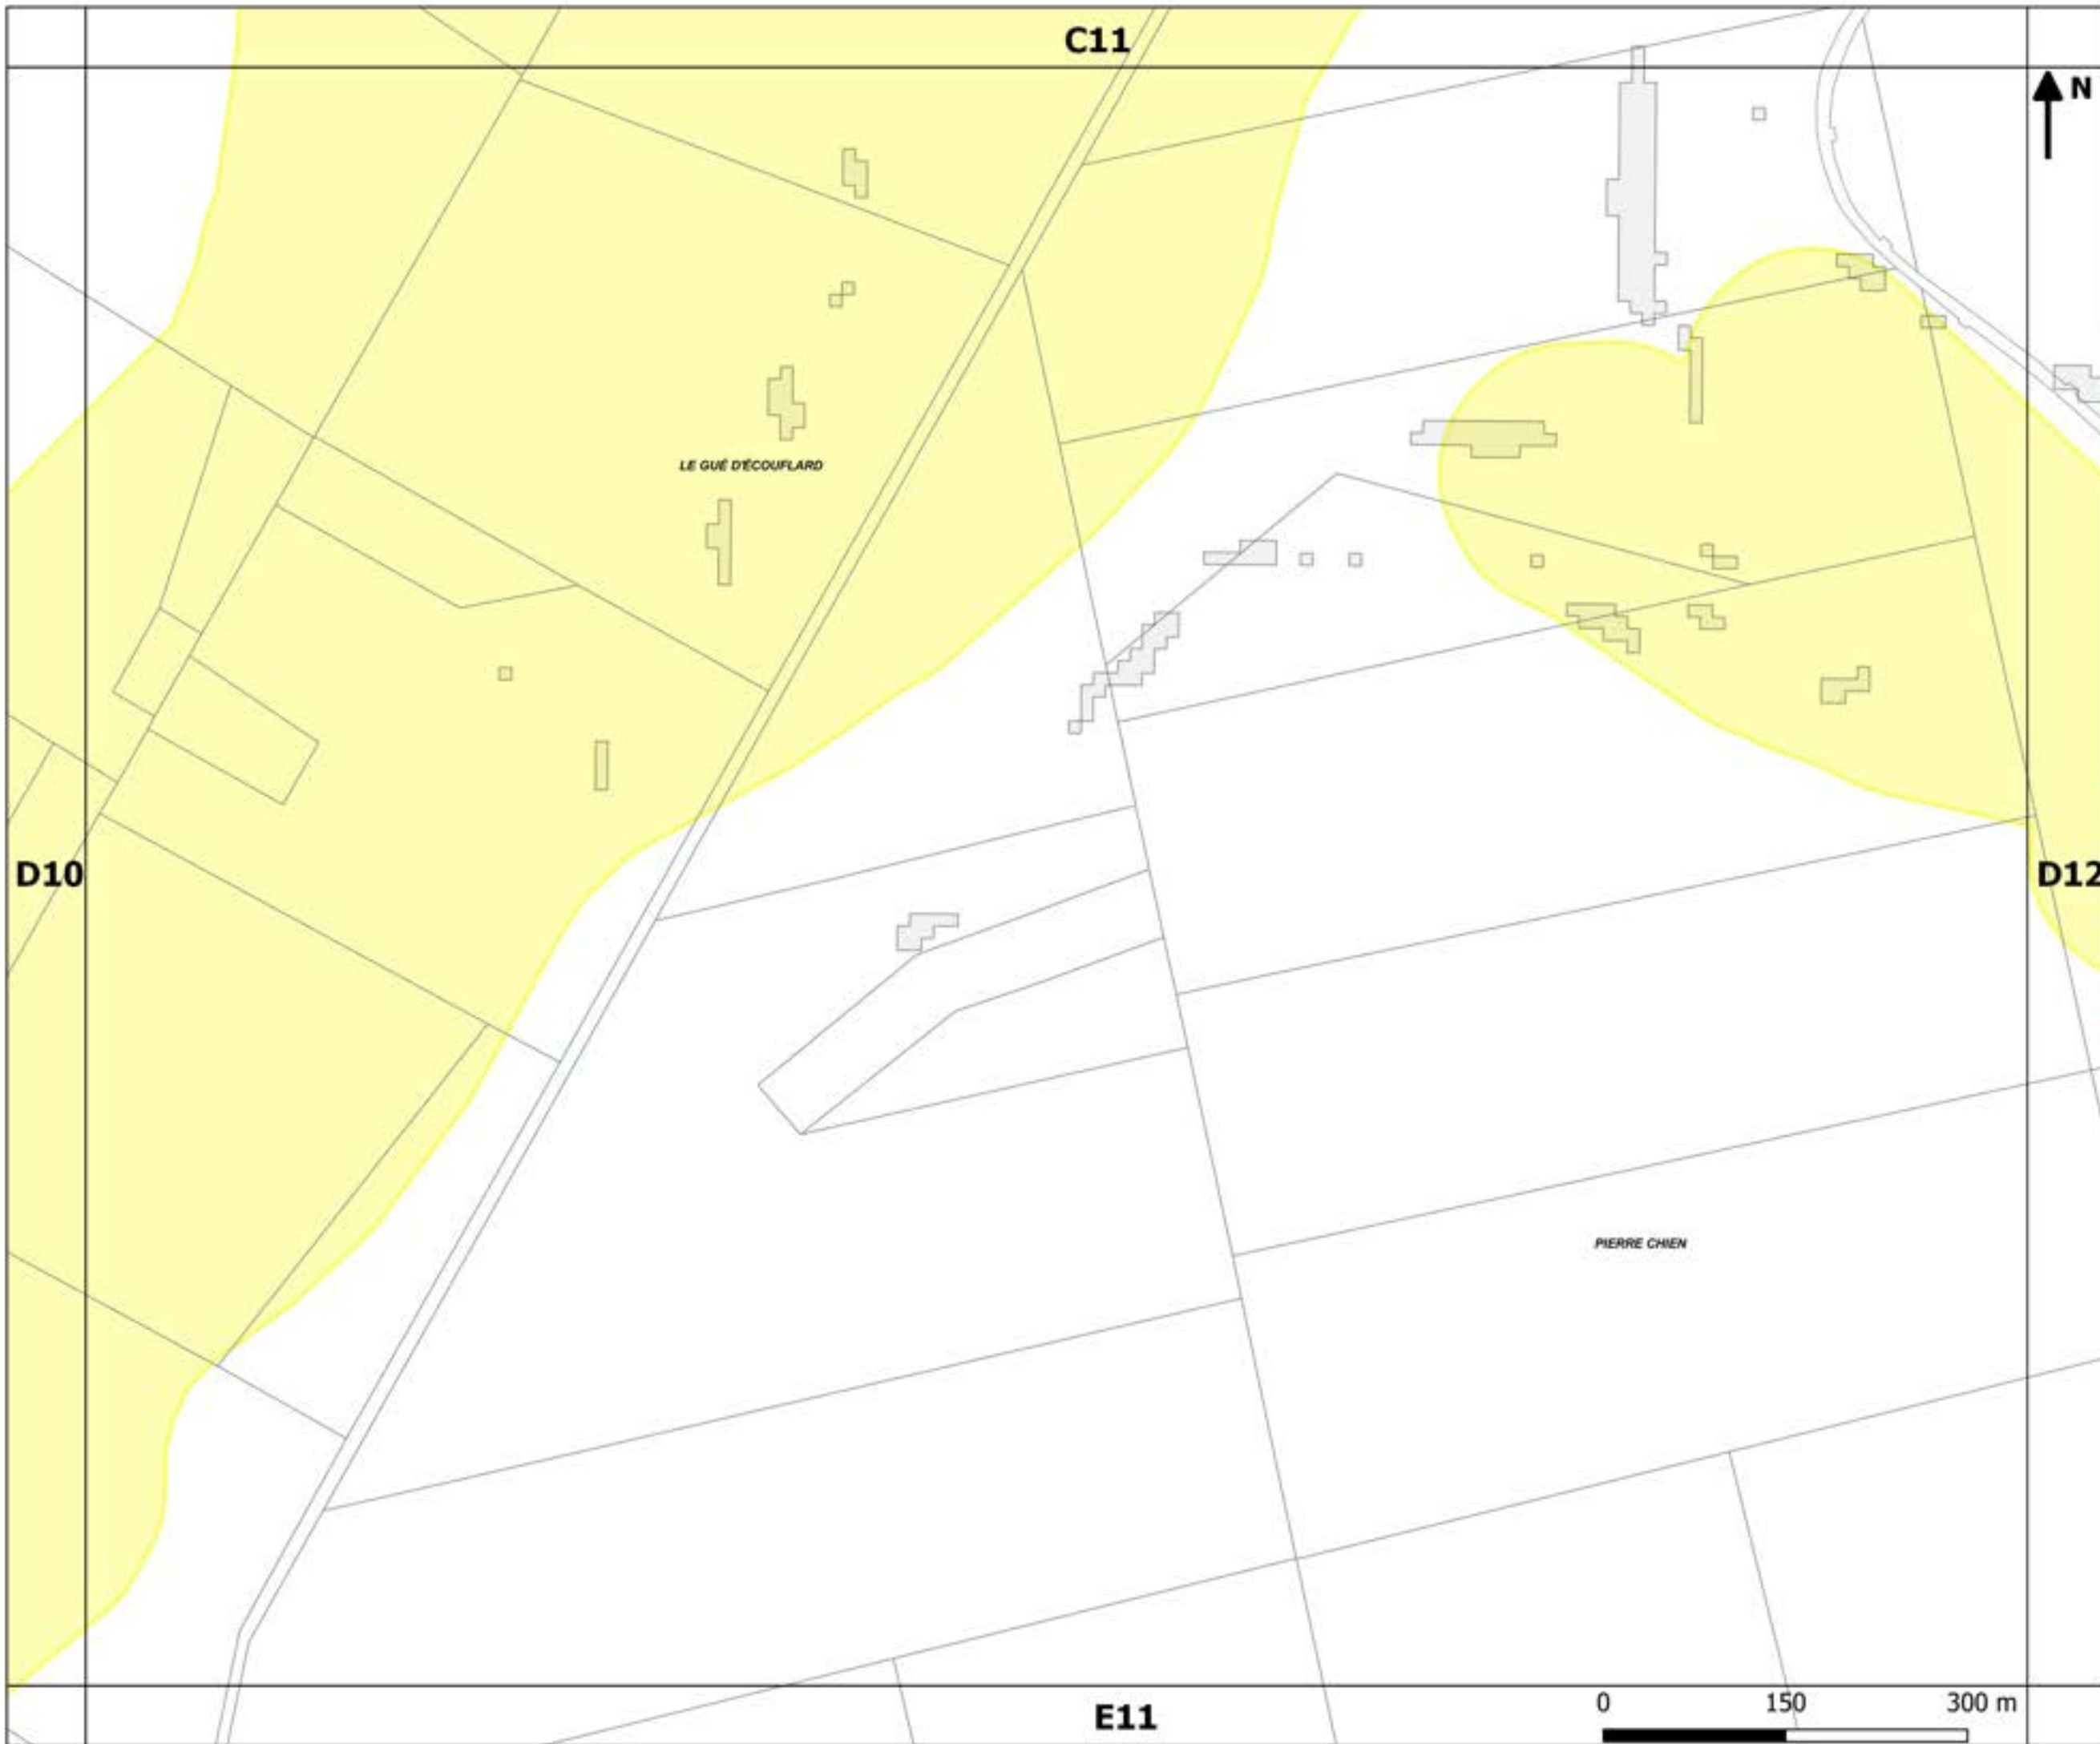 C11
N
LE GUÉ D'ÉCOUFLARD
D10
D12
PIERRE CHIEN
0 150 300 m
E11